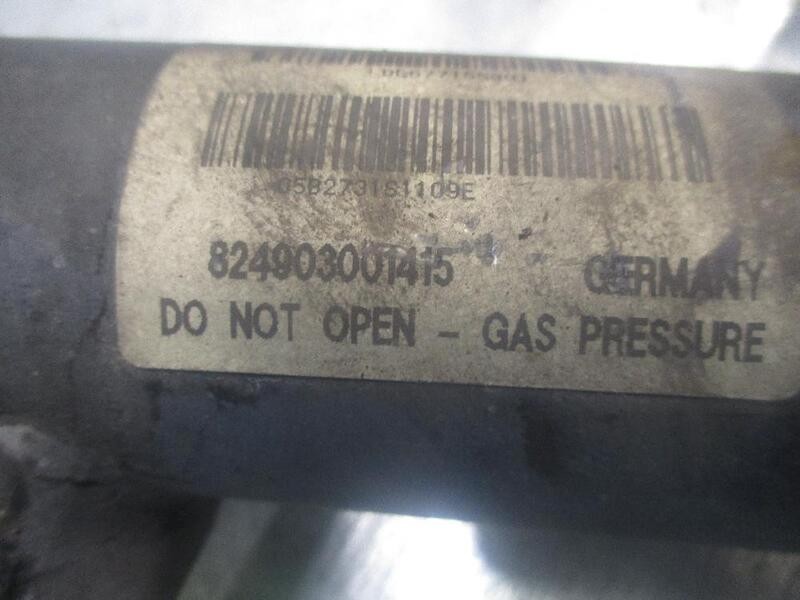 05B2731S1109E
824903001415 GERMANY
DO NOT OPEN - GAS PRESSURE